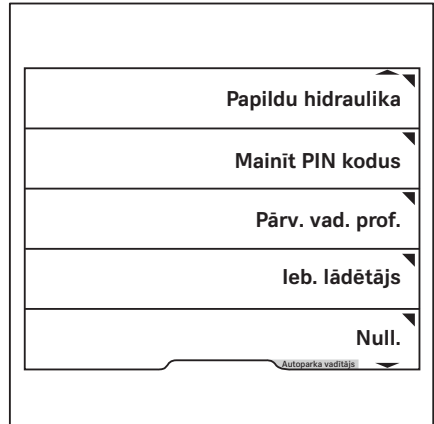 Papildu hidraulika
Mainīt PIN kodus
Pārv. vad. prof.
Ieb. lādētājs
Null.
Autoparka vadītājs